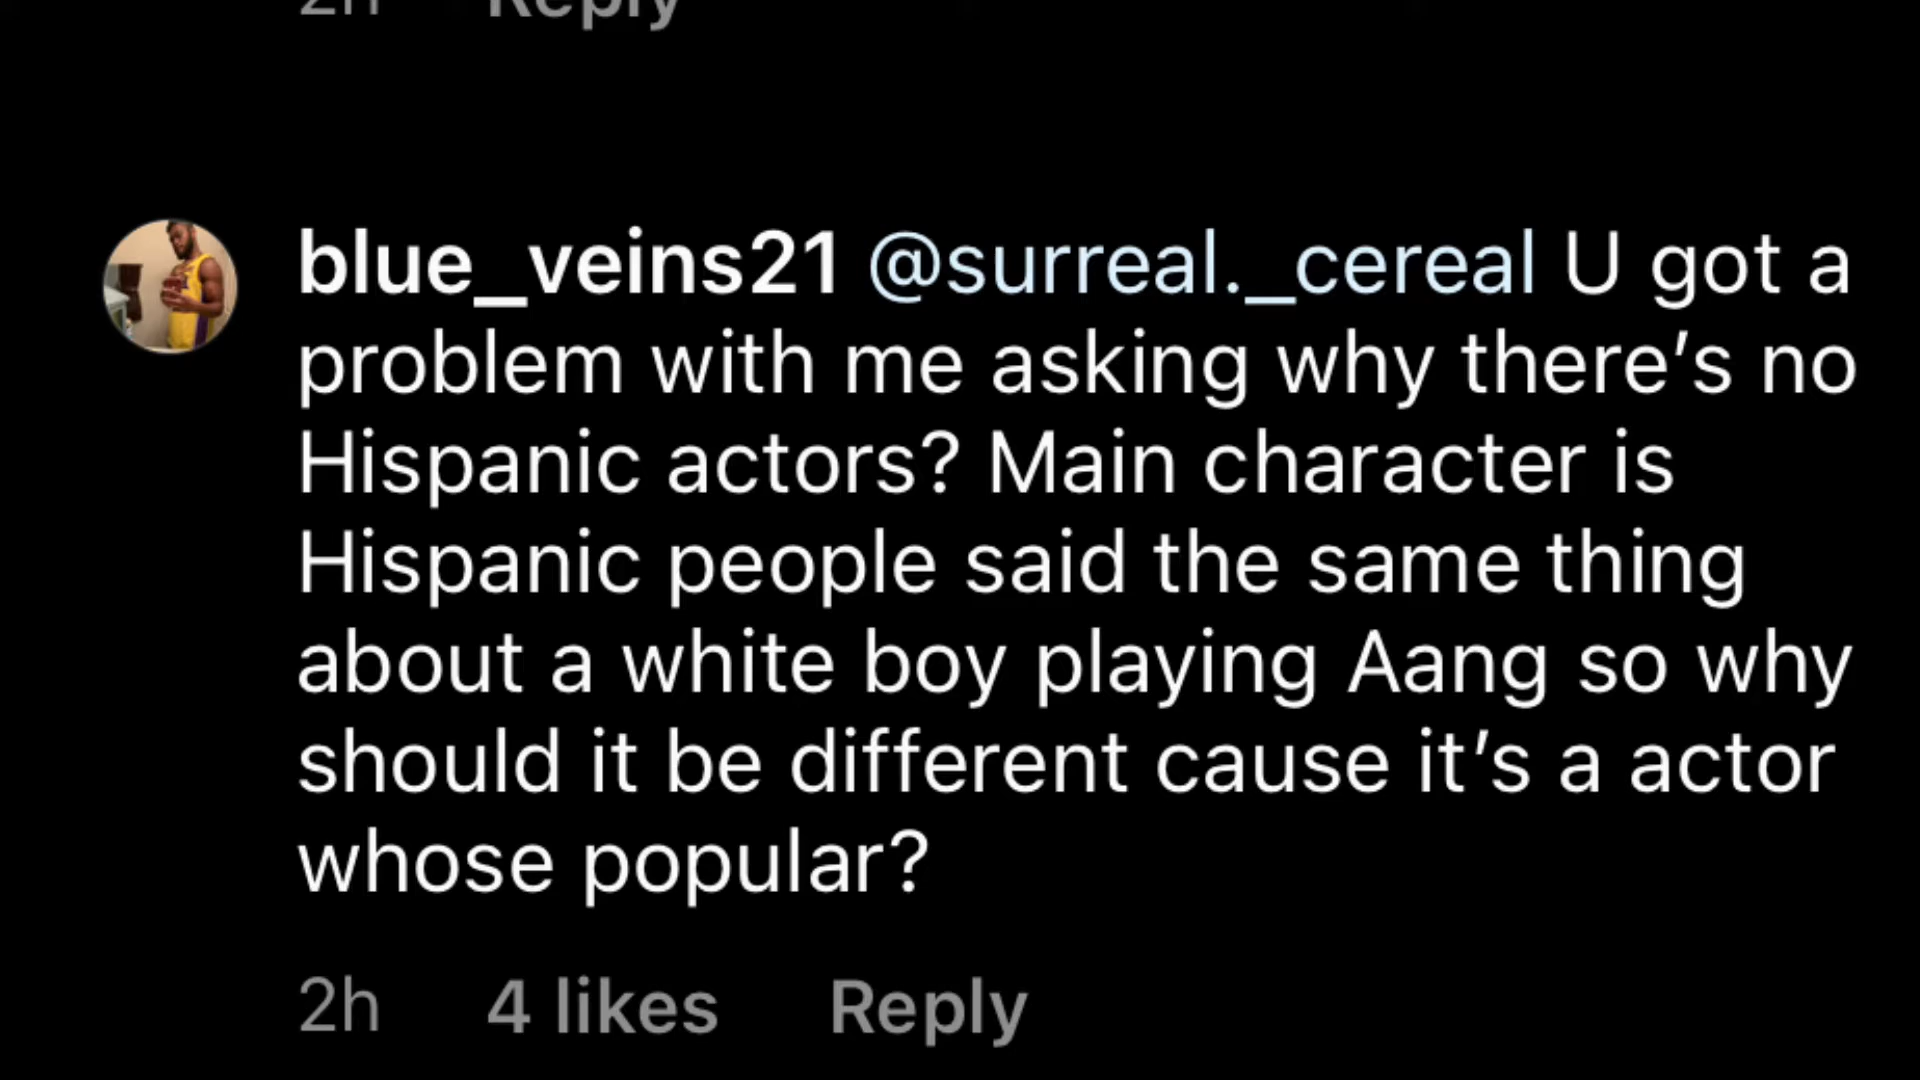 2h Reply
blue_veins21 @surreal._cereal U got a
problem with me asking why there's no
Hispanic actors? Main character is
Hispanic people said the same thing
about a white boy playing Aang so why
should it be different cause it's a actor
whose popular?
2h 4 likes Reply